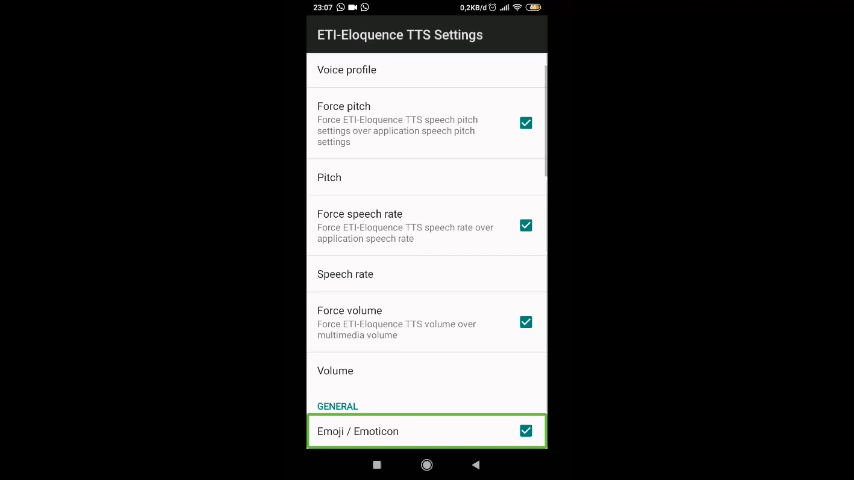 23:07 0,2KB/d
ETI-Eloquence TTS Settings
Voice profile
Force pitch
Force ETI-Eloquence TTS speech pitch
settings over application speech pitch
settings
Pitch
Force speech rate
Force ETI-Eloquence TTS speech rate over
application speech rate
Speech rate
Force volume
Force ETI-Eloquence TTS volume over
multimedia volume
Volume
GENERAL
Emoji / Emoticon